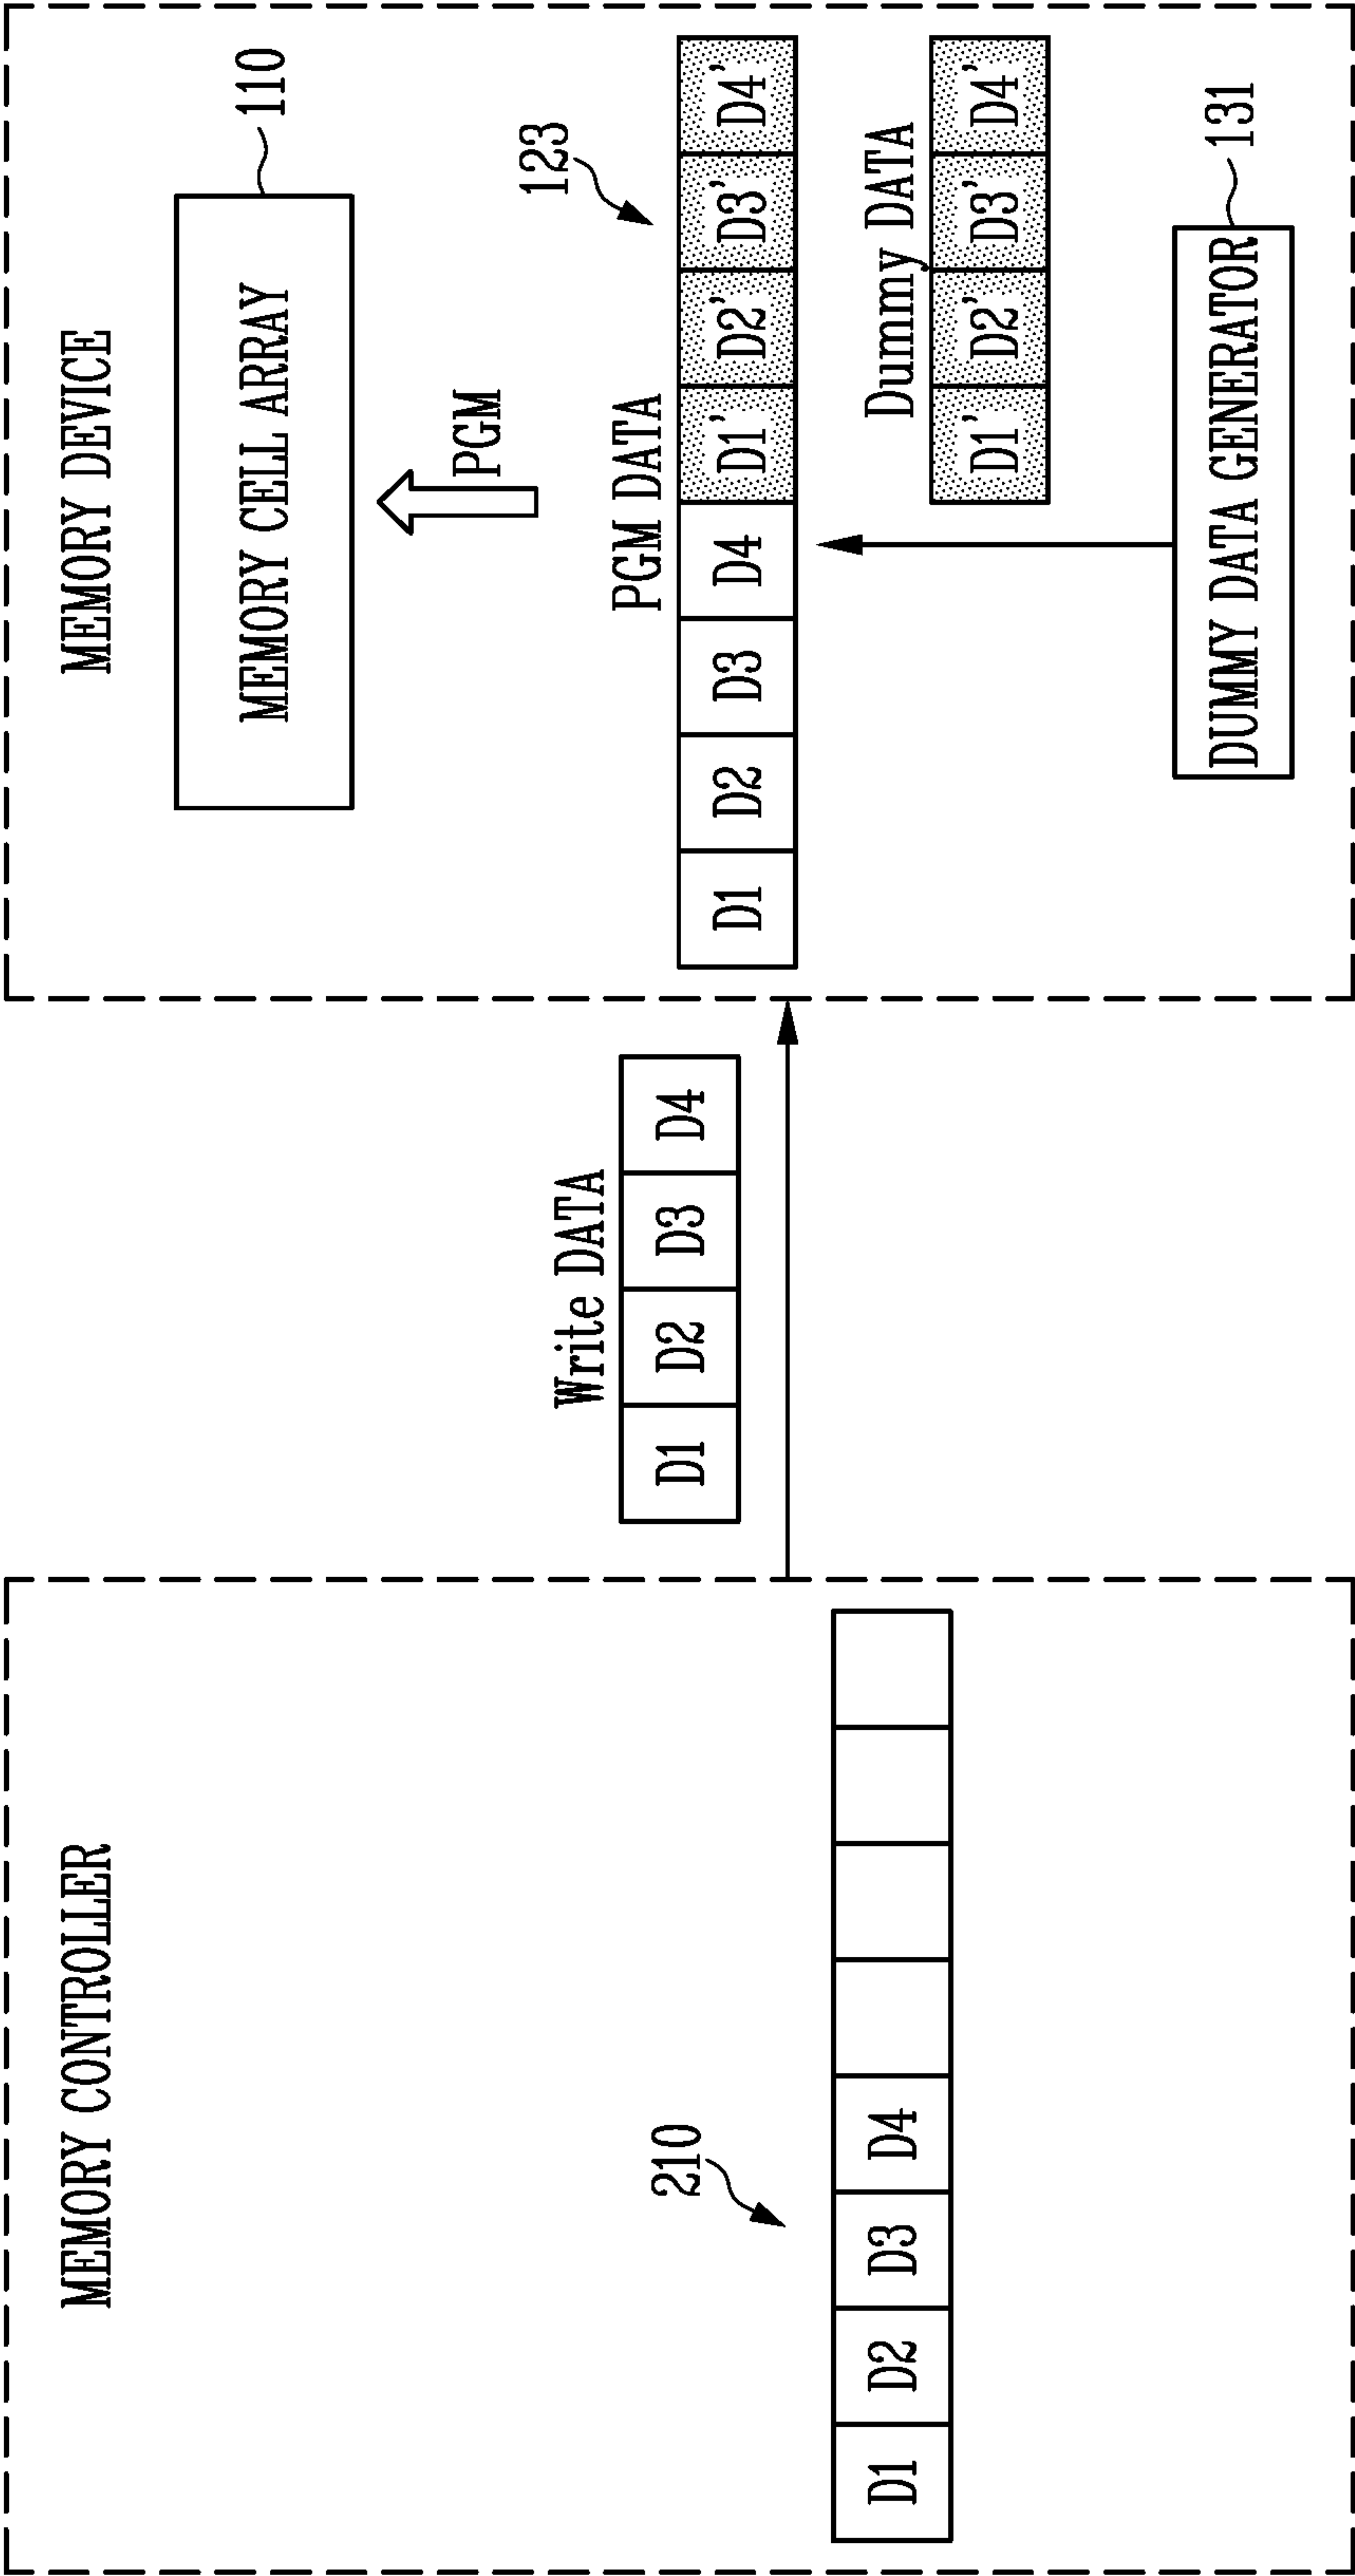 MEMORY CONTROLLER
210
D1 D2 D3 D4
Write DATA
D1 D2 D3 D4
MEMORY DEVICE
110
MEMORY CELL ARRAY
PGM
123
PGM DATA
D1 D2 D3 D4 D1' D2' D3' D4'
Dummy DATA
D1' D2' D3' D4'
131
DUMMY DATA GENERATOR